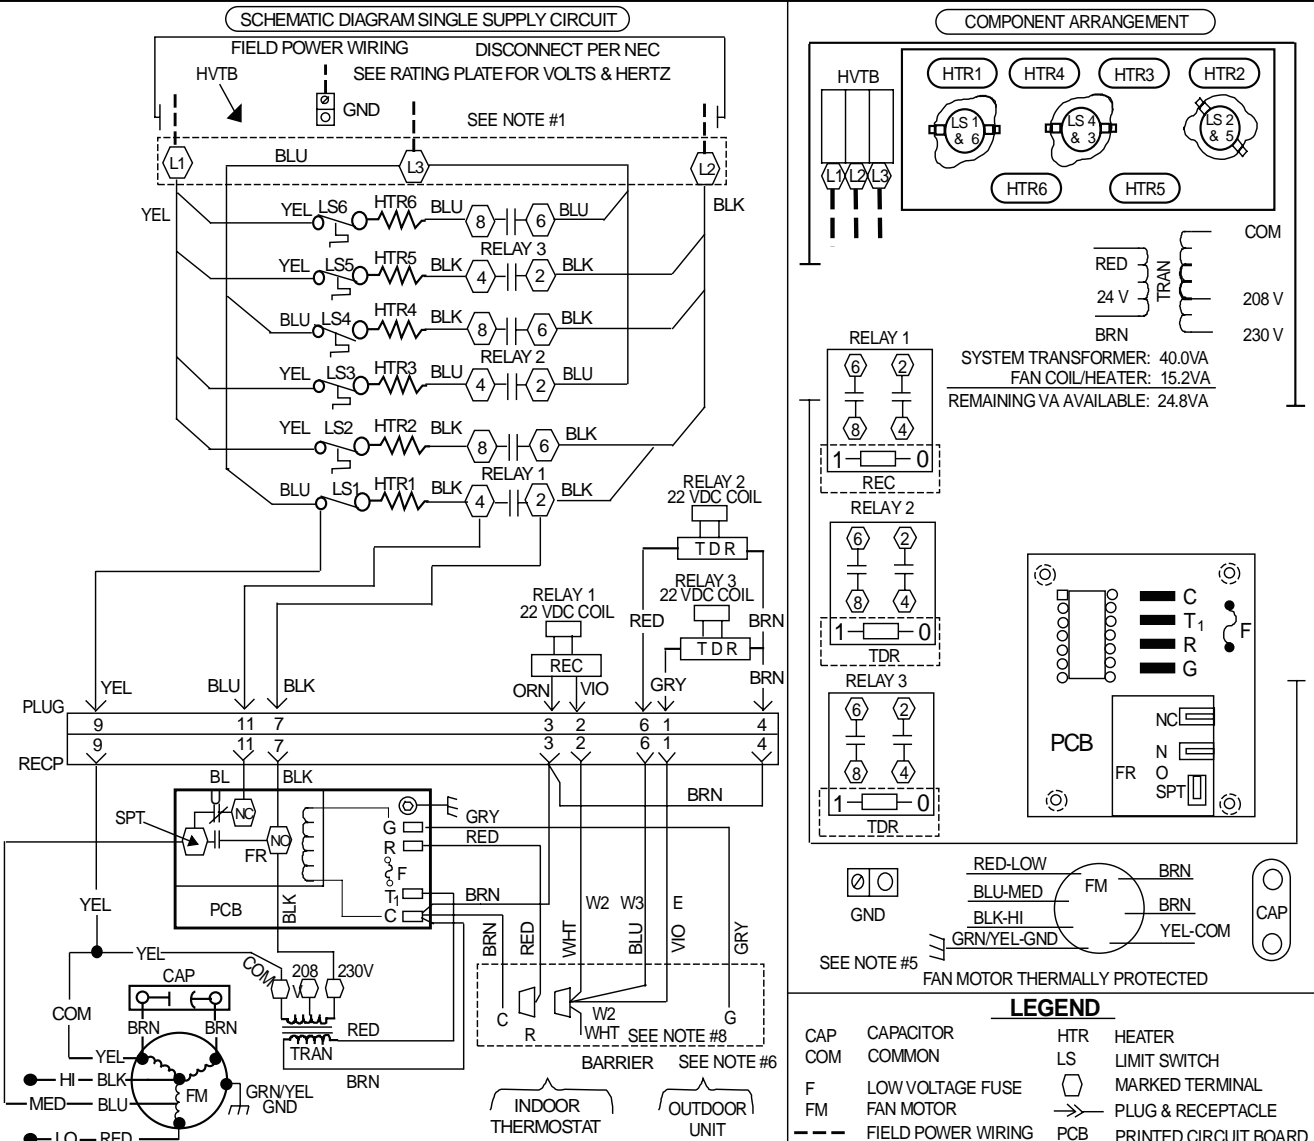 SCHEMATIC DIAGRAM SINGLE SUPPLY CIRCUIT
FIELD POWER WIRING
DISCONNECT PER NEC
HVTB
SEE RATING PLATE FOR VOLTS & HERTZ
GND
SEE NOTE #1
L1
BLU
L3
L2
YEL
BLK
YEL LS6 HTR6 BLU 8 6 BLU
RELAY 3
YEL LS5 HTR5 BLK 4 2 BLK
BLU LS4 HTR4 BLK 8 6 BLK
RELAY 2
YEL LS3 HTR3 BLU 4 2 BLU
YEL LS2 HTR2 BLK 8 6 BLK
RELAY 1
BLU LS1 HTR1 BLK 4 2 BLK
RELAY 2
22 VDC COIL
TDR
RELAY 3
22 VDC COIL
TDR
RELAY 1
22 VDC COIL
REC
RED
BRN
YEL
BLU
BLK
ORN
VIO
GRY
BRN
PLUG
9 11 7 3 2 6 1 4
RECP
9 11 7 3 2 6 1 4
BL
U
BLK
BRN
SPT
NC
NO
FR
PCB
BLK
G
R
F
T1
C
GRY
RED
BRN
YEL
YEL
COM
208
V
230V
CAP
COM
BRN
BRN
YEL
HI
BLK
MED
BLU
LO
RED
FM
GRN/YEL
GND
TRAN
RED
BRN
BRN
RED
WHT
W2
W3
BLU
E
VIO
GRY
C
R
W2
WHT
SEE NOTE #8
G
BARRIER
SEE NOTE #6
INDOOR
THERMOSTAT
OUTDOOR
UNIT
COMPONENT ARRANGEMENT
HVTB
L1 L2 L3
HTR1
HTR4
HTR3
HTR2
LS 1
& 6
LS 4
& 3
LS 2
& 5
HTR6
HTR5
COM
RED
24 V
BRN
TRAN
208 V
230 V
SYSTEM TRANSFORMER: 40.0VA
FAN COIL/HEATER: 15.2VA
REMAINING VA AVAILABLE: 24.8VA
RELAY 1
6 2
8 4
1 0
REC
RELAY 2
6 2
8 4
1 0
TDR
RELAY 3
6 2
8 4
1 0
TDR
C
T1
R
G
F
PCB
NC
N
O
FR
SPT
GND
SEE NOTE #5
RED-LOW
BLU-MED
BLK-HI
GRN/YEL-GND
FM
BRN
BRN
YEL-COM
CAP
FAN MOTOR THERMALLY PROTECTED
LEGEND
CAP CAPACITOR
COM COMMON
F LOW VOLTAGE FUSE
FM FAN MOTOR
FIELD POWER WIRING
HTR HEATER
LS LIMIT SWITCH
MARKED TERMINAL
PLUG & RECEPTACLE
PCB PRINTED CIRCUIT BOARD